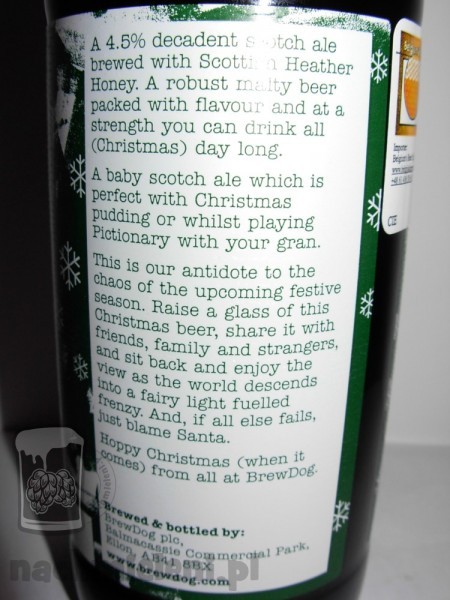 A 4.5% decadent scotch ale
brewed with Scottish Heather
Honey. A robust malty beer
packed with flavour and at a
strength you can drink all
(Christmas) day long.
A baby scotch ale which is
perfect with Christmas
pudding or whilst playing
Pictionary with your gran.
This is our antidote to the
chaos of the upcoming festive
season. Raise a glass of this
Christmas beer, share it with
friends, family and strangers,
and sit back and enjoy the
view as the world descends
into a fairy light fuelled
frenzy. And, if all else fails,
just blame Santa.
Hoppy Christmas (when it
comes) from all at BrewDog.
Brewed & bottled by:
BrewDog plc,
Balmacassie Commercial Park,
Ellon, AB41 8BX
www.brewdog.com
Importer: